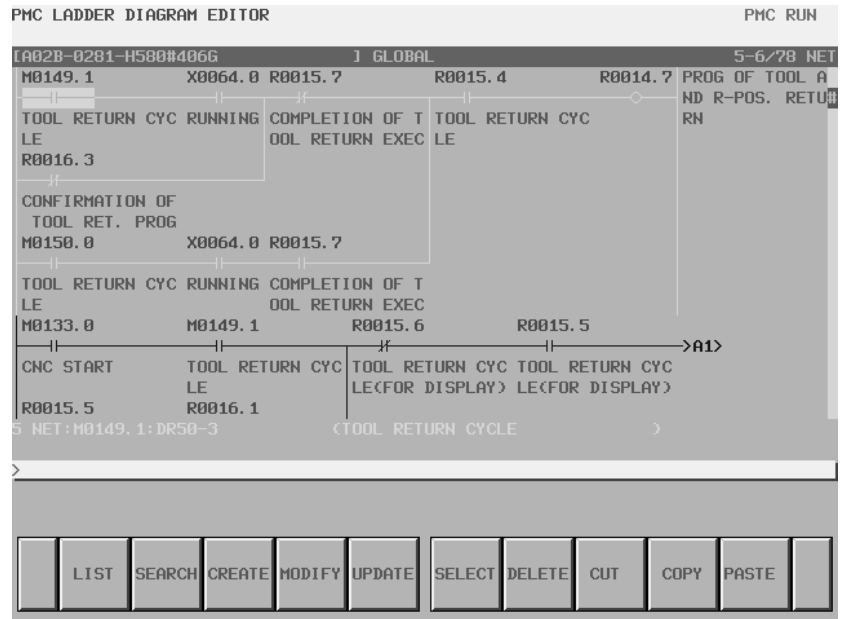 PMC LADDER DIAGRAM EDITOR PMC RUN
[A02B-0281-H580#406G ] GLOBAL 5-6/78 NET
M0149.1 X0064.0 R0015.7 R0015.4 R0014.7 PROG OF TOOL A
ND R-POS. RETU#
TOOL RETURN CYC RUNNING COMPLETION OF T TOOL RETURN CYC RN
LE OOL RETURN EXEC LE
R0016.3
CONFIRMATION OF
TOOL RET. PROG
M0150.0 X0064.0 R0015.7
TOOL RETURN CYC RUNNING COMPLETION OF T
LE OOL RETURN EXEC
M0133.0 M0149.1 R0015.6 R0015.5
>A1>
CNC START TOOL RETURN CYC TOOL RETURN CYC TOOL RETURN CYC
LE LE(FOR DISPLAY) LE(FOR DISPLAY)
R0015.5 R0016.1
5 NET:M0149.1:DR50-3 (TOOL RETURN CYCLE )
>
LIST SEARCH CREATE MODIFY UPDATE SELECT DELETE CUT COPY PASTE